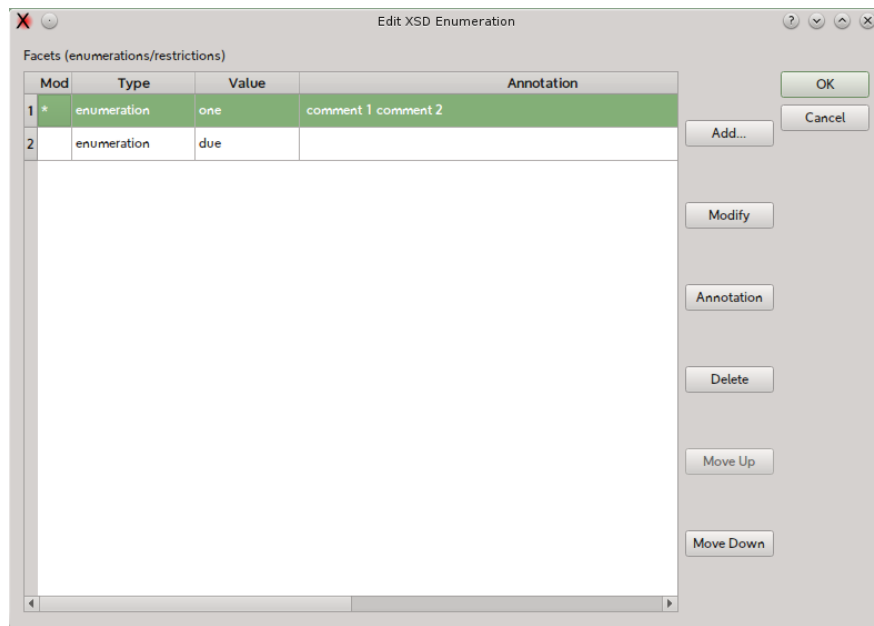 Edit XSD Enumeration
Facets (enumerations/restrictions)
Mod Type Value Annotation
1 * enumeration one comment 1 comment 2
2 enumeration due
OK
Cancel
Add...
Modify
Annotation
Delete
Move Up
Move Down